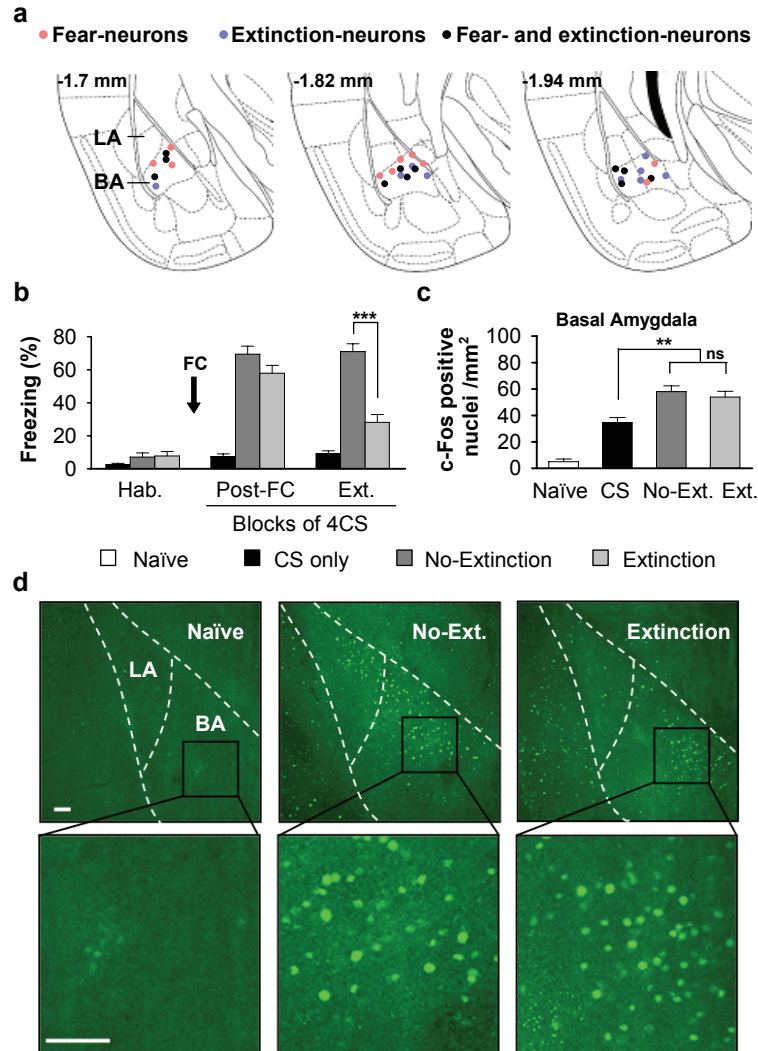 a
Fear-neurons Extinction-neurons Fear- and extinction-neurons
-1.7 mm -1.82 mm -1.94 mm
LA
BA
b
Freezing (%)
80
60
40
20
0
FC
***
Hab. Post-FC Ext.
Blocks of 4CS
c
Basal Amygdala
c-Fos positive
nuclei /mm²
100
80
60
40
20
0
**
ns
Naïve CS No-Ext. Ext.
Naïve CS only No-Extinction Extinction
d
Naïve No-Ext. Extinction
LA
BA